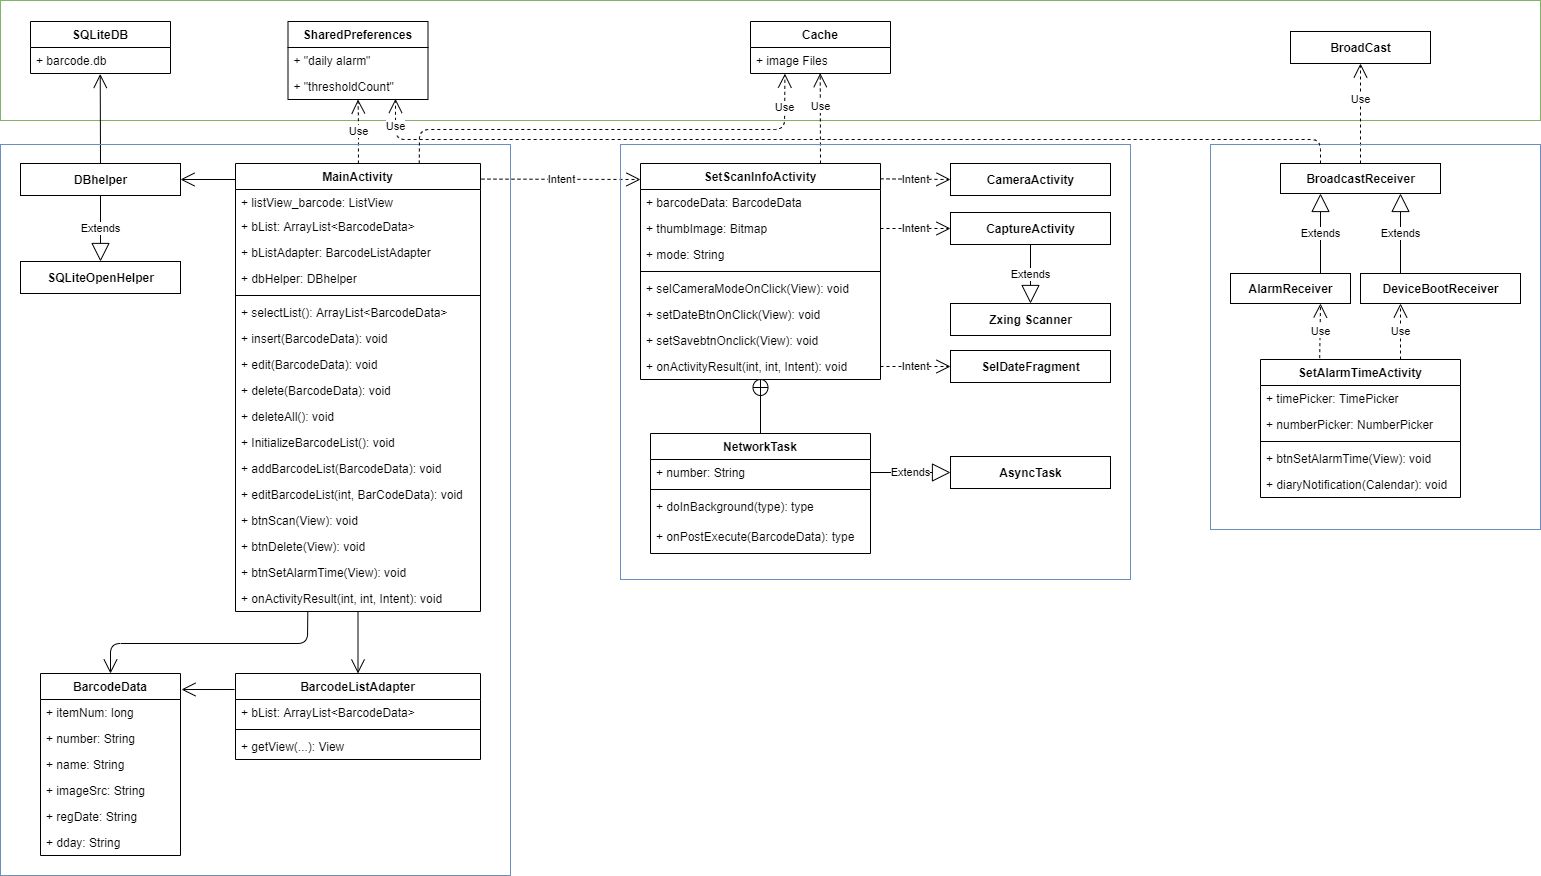 SQLiteDB
+ barcode.db
SharedPreferences
+ "daily alarm"
+ "thresholdCount"
Cache
+ image Files
BroadCast
Use
Use
Use
Use
Use
DBhelper
Extends
SQLiteOpenHelper
MainActivity
+ listView_barcode: ListView
+ bList: ArrayList<BarcodeData>
+ bListAdapter: BarcodeListAdapter
+ dbHelper: DBhelper
+ selectList(): ArrayList<BarcodeData>
+ insert(BarcodeData): void
+ edit(BarcodeData): void
+ delete(BarcodeData): void
+ deleteAll(): void
+ InitializeBarcodeList(): void
+ addBarcodeList(BarcodeData): void
+ editBarcodeList(int, BarCodeData): void
+ btnScan(View): void
+ btnDelete(View): void
+ btnSetAlarmTime(View): void
+ onActivityResult(int, int, Intent): void
BarcodeData
+ itemNum: long
+ number: String
+ name: String
+ imageSrc: String
+ regDate: String
+ dday: String
BarcodeListAdapter
+ bList: ArrayList<BarcodeData>
+ getView(...): View
Intent
SetScanInfoActivity
+ barcodeData: BarcodeData
+ thumbImage: Bitmap
+ mode: String
+ selCameraModeOnClick(View): void
+ setDateBtnOnClick(View): void
+ setSavebtnOnclick(View): void
+ onActivityResult(int, int, Intent): void
Intent
CameraActivity
Intent
CaptureActivity
Extends
Zxing Scanner
Intent
SelDateFragment
NetworkTask
+ number: String
+ doInBackground(type): type
+ onPostExecute(BarcodeData): type
Extends
AsyncTask
BroadcastReceiver
Extends
Extends
AlarmReceiver
DeviceBootReceiver
Use
Use
SetAlarmTimeActivity
+ timePicker: TimePicker
+ numberPicker: NumberPicker
+ btnSetAlarmTime(View): void
+ diaryNotification(Calendar): void